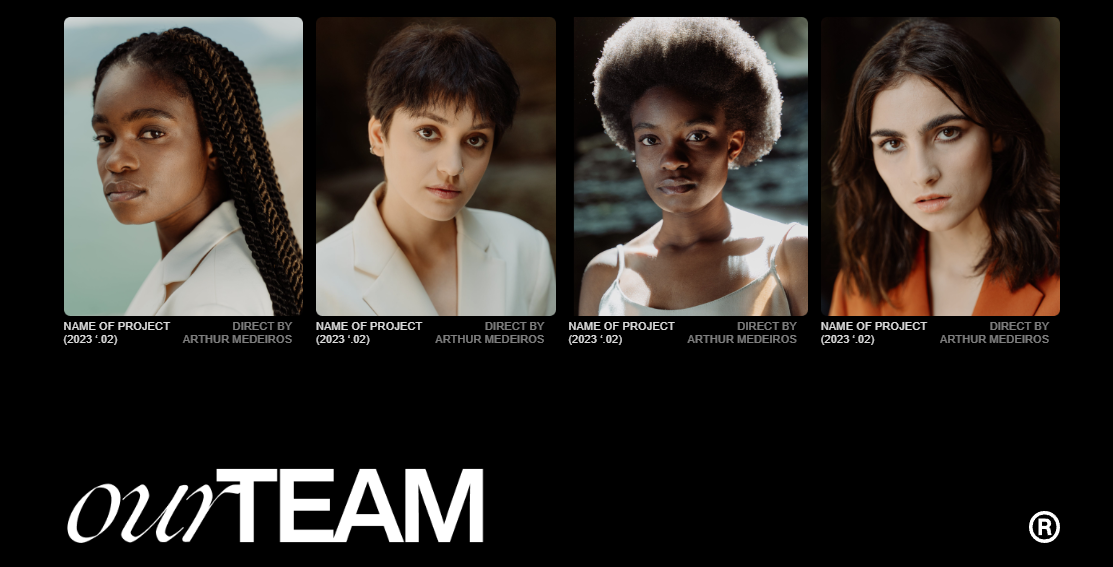 NAME OF PROJECT DIRECT BY
(2023 ‘.02) ARTHUR MEDEIROS
NAME OF PROJECT DIRECT BY
(2023 ‘.02) ARTHUR MEDEIROS
NAME OF PROJECT DIRECT BY
(2023 ‘.02) ARTHUR MEDEIROS
NAME OF PROJECT DIRECT BY
(2023 ‘.02) ARTHUR MEDEIROS
ourTEAM ®